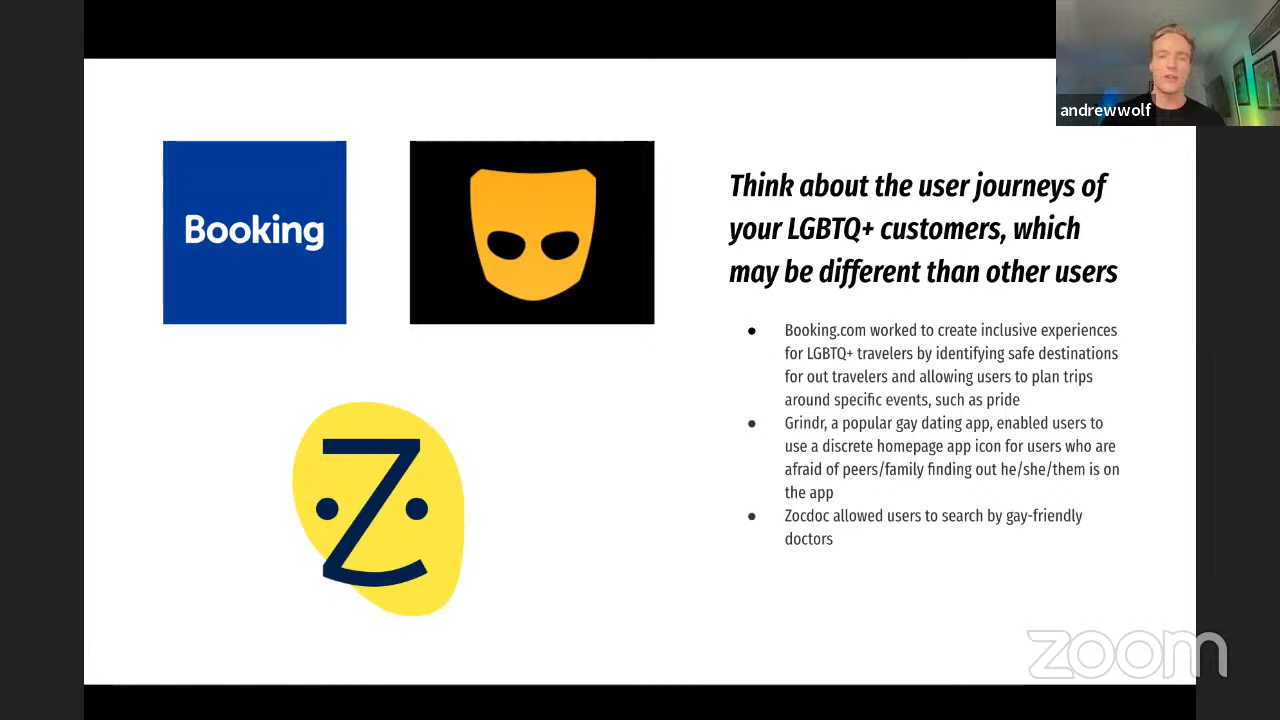 andrewwolf
Booking
Think about the user journeys of
your LGBTQ+ customers, which
may be different than other users
● Booking.com worked to create inclusive experiences
for LGBTQ+ travelers by identifying safe destinations
for out travelers and allowing users to plan trips
around specific events, such as pride
● Grindr, a popular gay dating app, enabled users to
use a discrete homepage app icon for users who are
afraid of peers/family finding out he/she/them is on
the app
● Zocdoc allowed users to search by gay-friendly
doctors
zoom